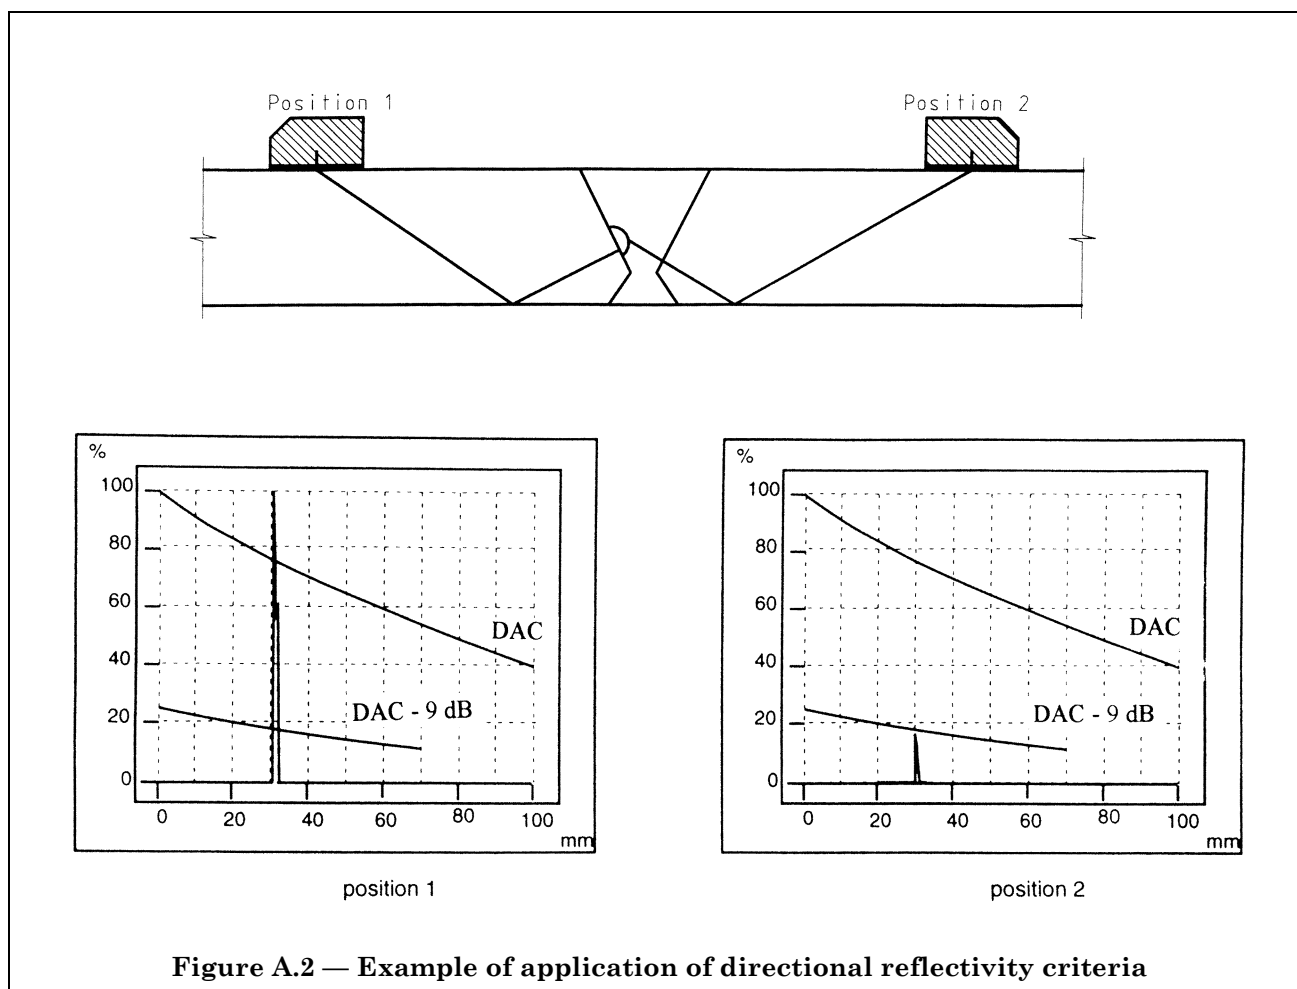 Position 1
Position 2
%
100
80
60
40
20
0
DAC
DAC - 9 dB
0 20 40 60 80 100
mm
position 1
%
100
80
60
40
20
0
DAC
DAC - 9 dB
0 20 40 60 80 100
mm
position 2
Figure A.2 — Example of application of directional reflectivity criteria